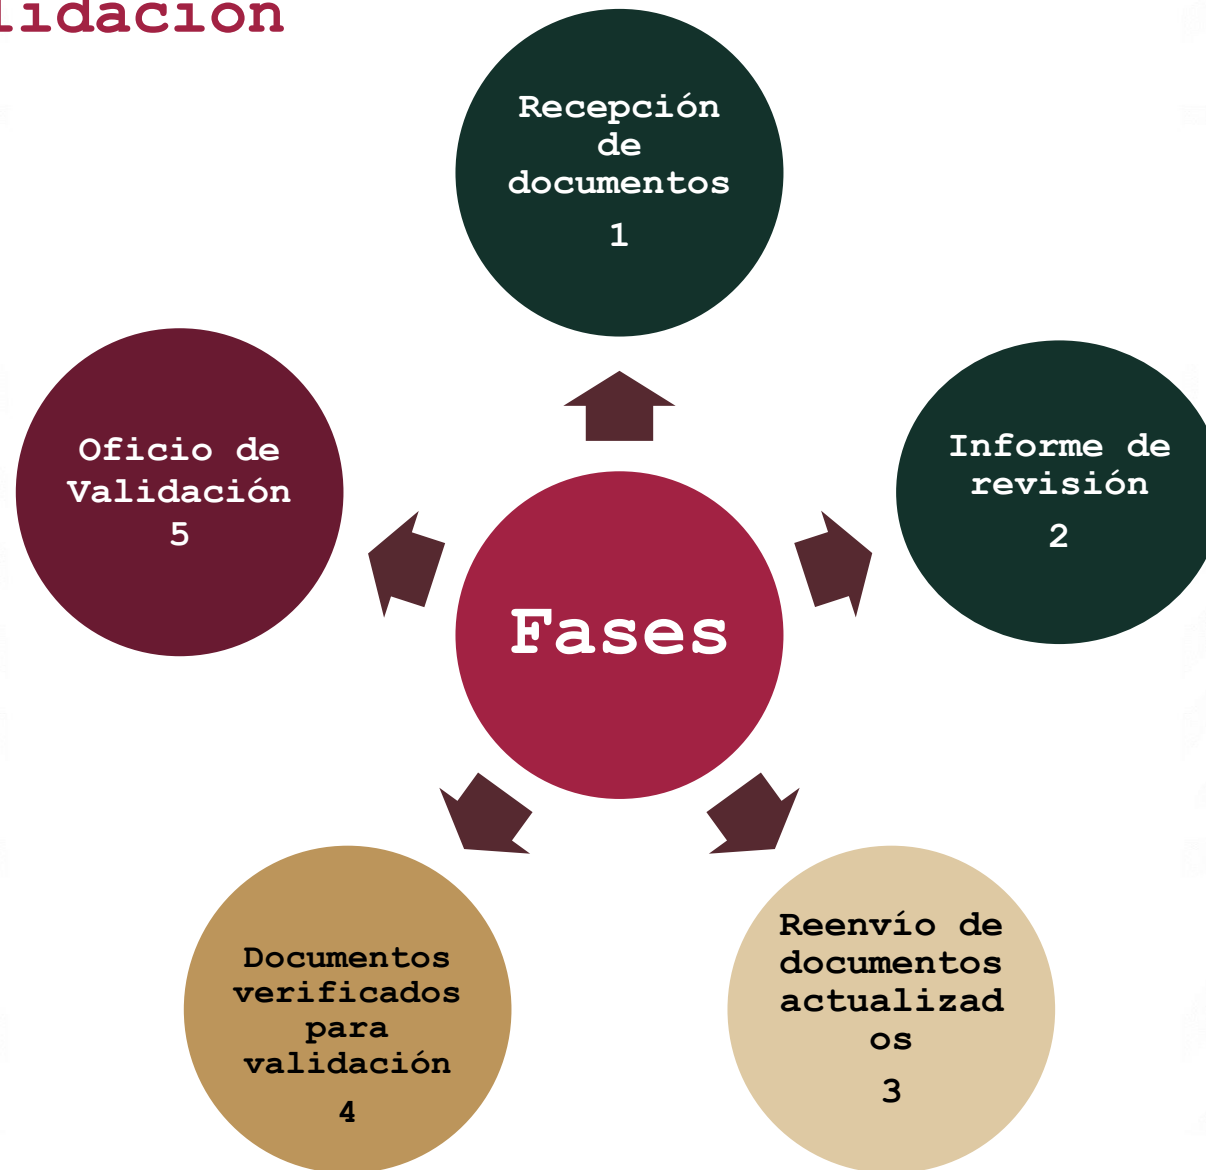 lidación
Recepción
de
documentos
1
Informe de
revisión
2
Reenvío de
documentos
actualizad
os
3
Documentos
verificados
para
validación
4
Oficio de
Validación
5
Fases